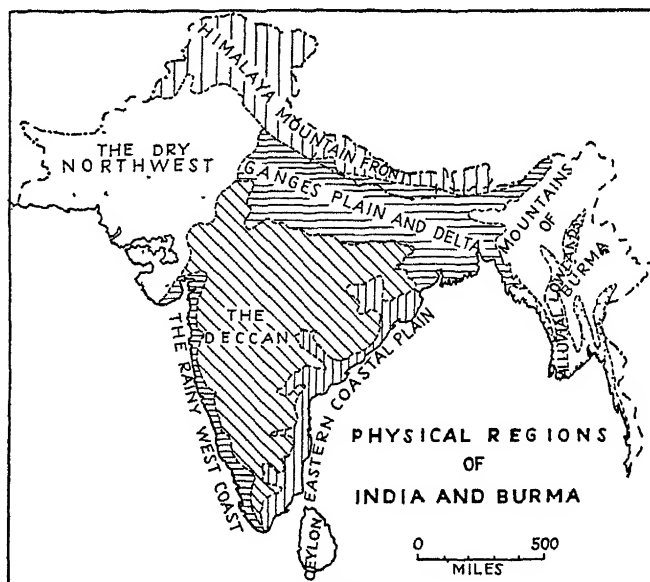 HIMALAYA MOUNTAIN FRONT
THE DRY
NORTHWEST
GANGES PLAIN AND DELTA
MOUNTAINS
OF
BURMA
ALLUVIAL LOWLANDS
THE
DECCAN
THE RAINY WEST COAST
EASTERN COASTAL PLAIN
CEYLON
PHYSICAL REGIONS
OF
INDIA AND BURMA
0 500
MILES